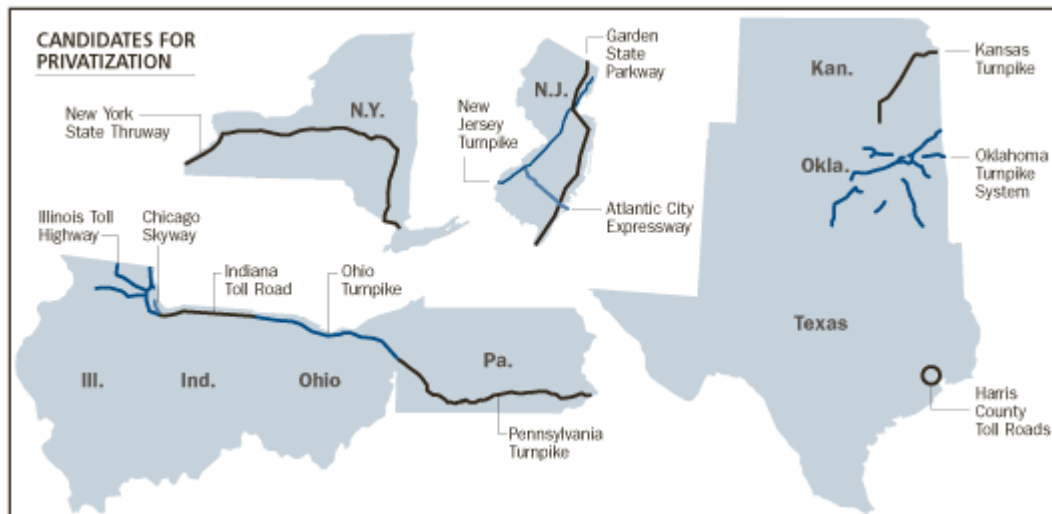 CANDIDATES FOR
PRIVATIZATION
New York
State Thruway
N.Y.
Garden
State
Parkway
N.J.
New
Jersey
Turnpike
Atlantic City
Expressway
Kan.
Kansas
Turnpike
Okla.
Oklahoma
Turnpike
System
Illinois Toll
Highway
Chicago
Skyway
Indiana
Toll Road
Ohio
Turnpike
Ill.
Ind.
Ohio
Pa.
Pennsylvania
Turnpike
Texas
Harris
County
Toll Roads